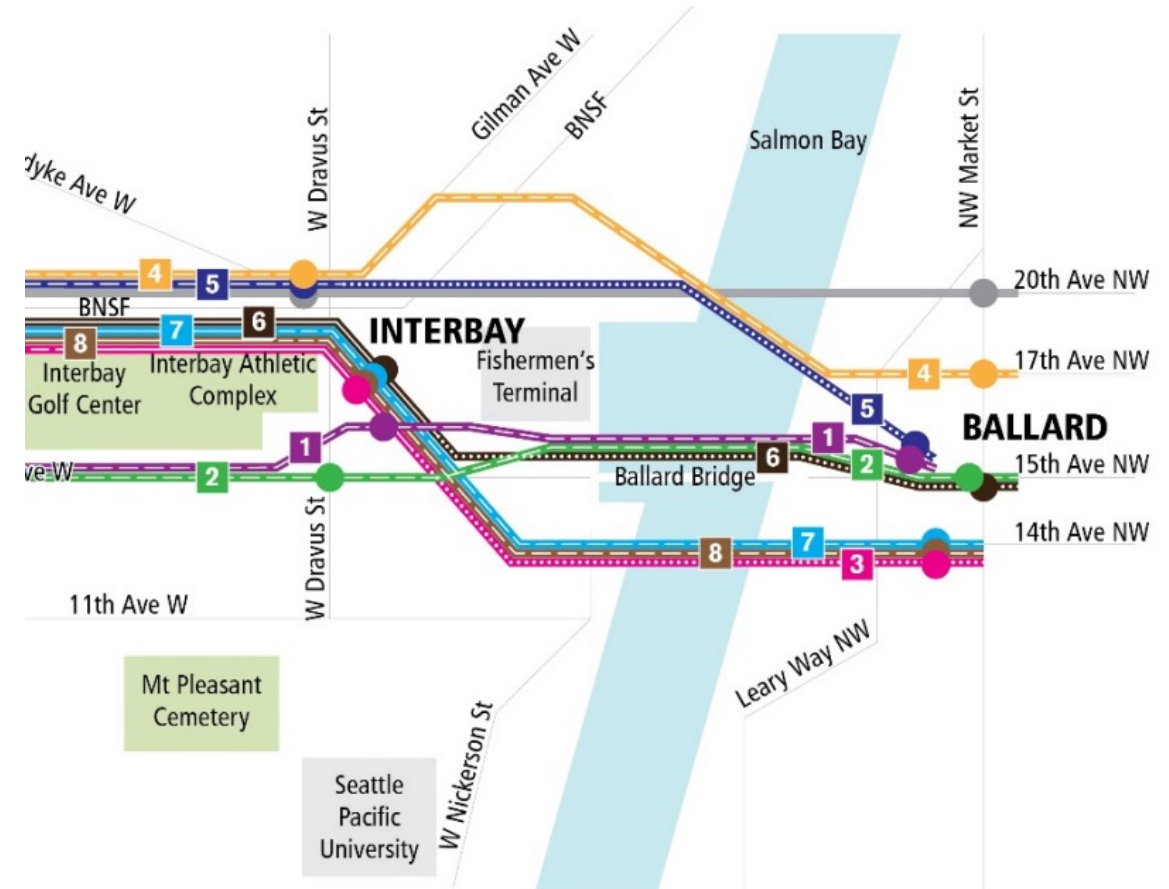 Gilman Ave W
BNSF
W Dravus St
Salmon Bay
NW Market St
dyke Ave W
4
5
20th Ave NW
BNSF
6
7
8
INTERBAY
Interbay Athletic
Complex
Interbay
Golf Center
Fishermen's
Terminal
17th Ave NW
4
5
BALLARD
1
1
ve W
2
6
2
Ballard Bridge
15th Ave NW
W Dravus St
8
7
3
14th Ave NW
11th Ave W
Mt Pleasant
Cemetery
Leary Way NW
W Nickerson St
Seattle
Pacific
University